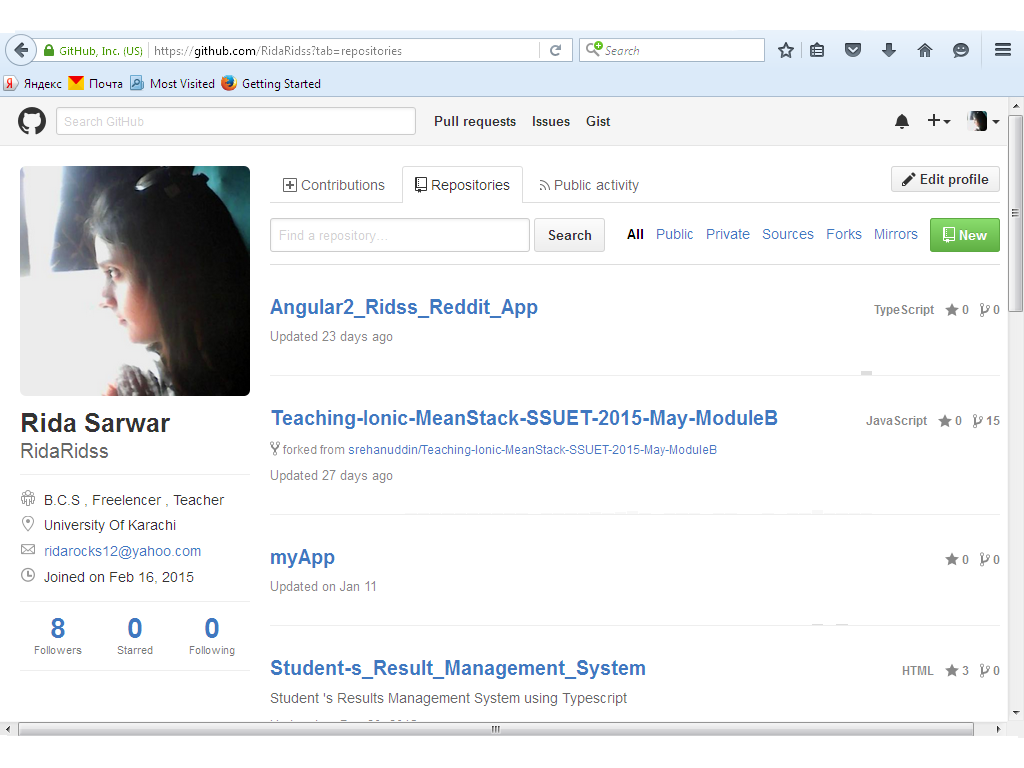 GitHub, Inc. (US) https://github.com/RidaRidss?tab=repositories Search
Яндекс Почта Most Visited Getting Started
Search GitHub Pull requests Issues Gist
Contributions Repositories Public activity Edit profile
Find a repository... Search All Public Private Sources Forks Mirrors New
Angular2_Ridss_Reddit_App TypeScript 0 0
Updated 23 days ago
Teaching-Ionic-MeanStack-SSUET-2015-May-ModuleB JavaScript 0 15
forked from srehanuddin/Teaching-Ionic-MeanStack-SSUET-2015-May-ModuleB
Updated 27 days ago
myApp 0 0
Updated on Jan 11
Student-s_Result_Management_System HTML 3 0
Student 's Results Management System using Typescript
Rida Sarwar
RidaRidss
B.C.S , Freelencer , Teacher
University Of Karachi
ridarocks12@yahoo.com
Joined on Feb 16, 2015
8 0 0
Followers Starred Following